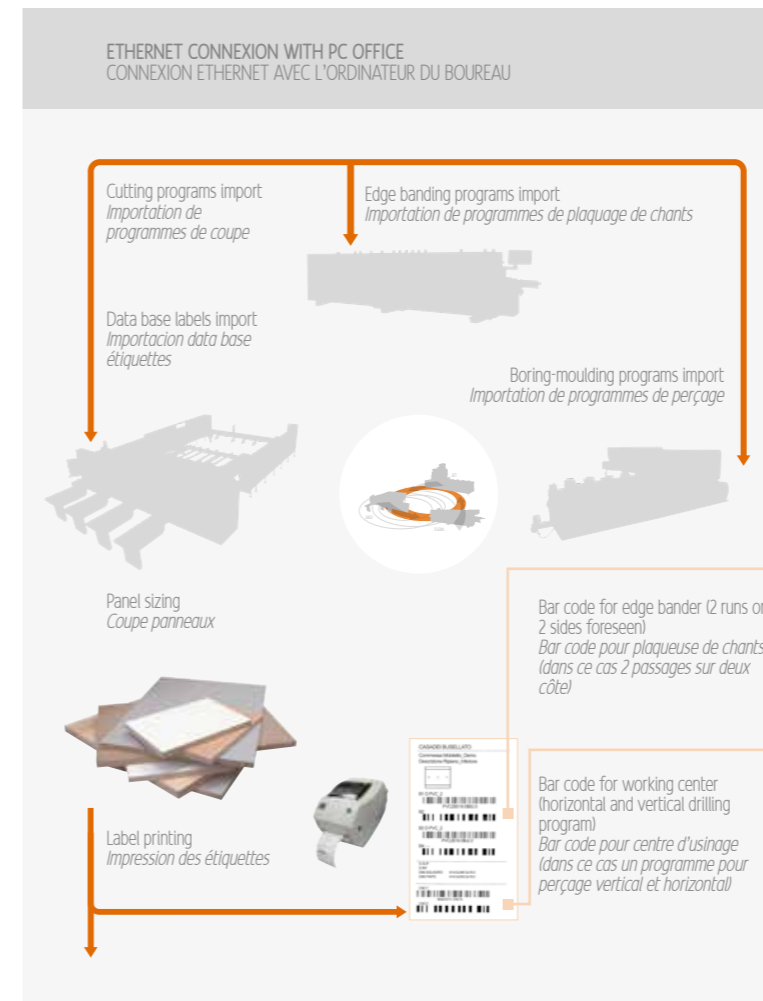 ETHERNET CONNEXION WITH PC OFFICE
CONNEXION ETHERNET AVEC L'ORDINATEUR DU BOUREAU
Cutting programs import
Importation de
programmes de coupe
Edge banding programs import
Importation de programmes de plaquage de chants
Data base labels import
Importacion data base
étiquettes
Boring-moulding programs import
Importation de programmes de perçage
Panel sizing
Coupe panneaux
Bar code for edge bander (2 runs on
2 sides foreseen)
Bar code pour plaqueuse de chants
(dans ce cas 2 passages sur deux
côte)
CASADEI BUSELLATO
Bar code for working center
(horizontal and vertical drilling
program)
Bar code pour centre d'usinage
(dans ce cas un programme pour
perçage vertical et horizontal)
Label printing
Impression des étiquettes